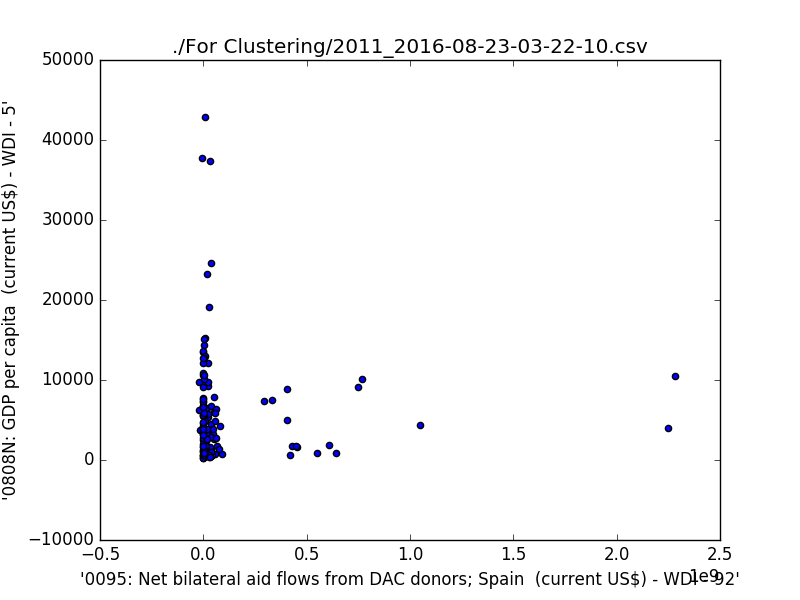 ./For Clustering/2011_2016-08-23-03-22-10.csv
50000
40000
30000
20000
10000
0
−10000
'0808N: GDP per capita  (current US$) - WDI - 5'
−0.5 0.0 0.5 1.0 1.5 2.0 2.5
1e9
'0095: Net bilateral aid flows from DAC donors; Spain  (current US$) - WDI - 92'